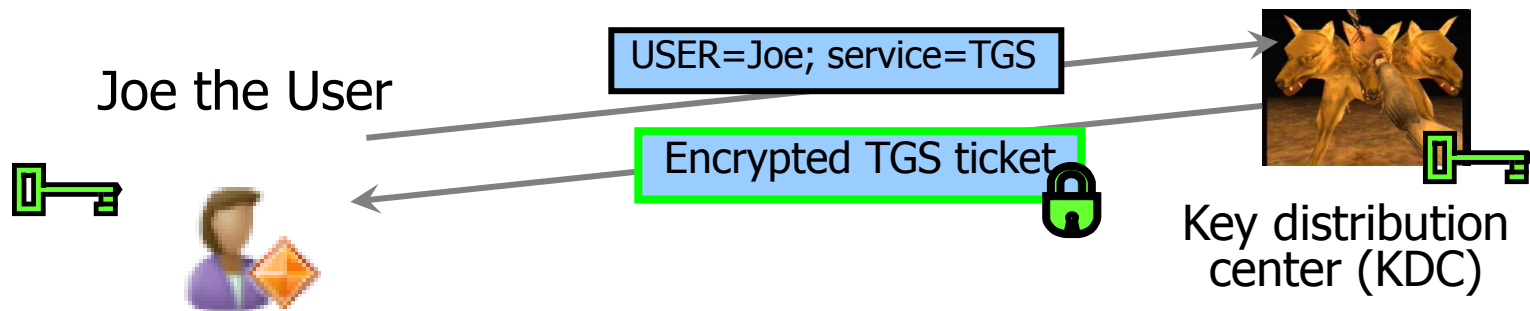 USER=Joe; service=TGS
Joe the User
Encrypted TGS ticket
Key distribution
center (KDC)